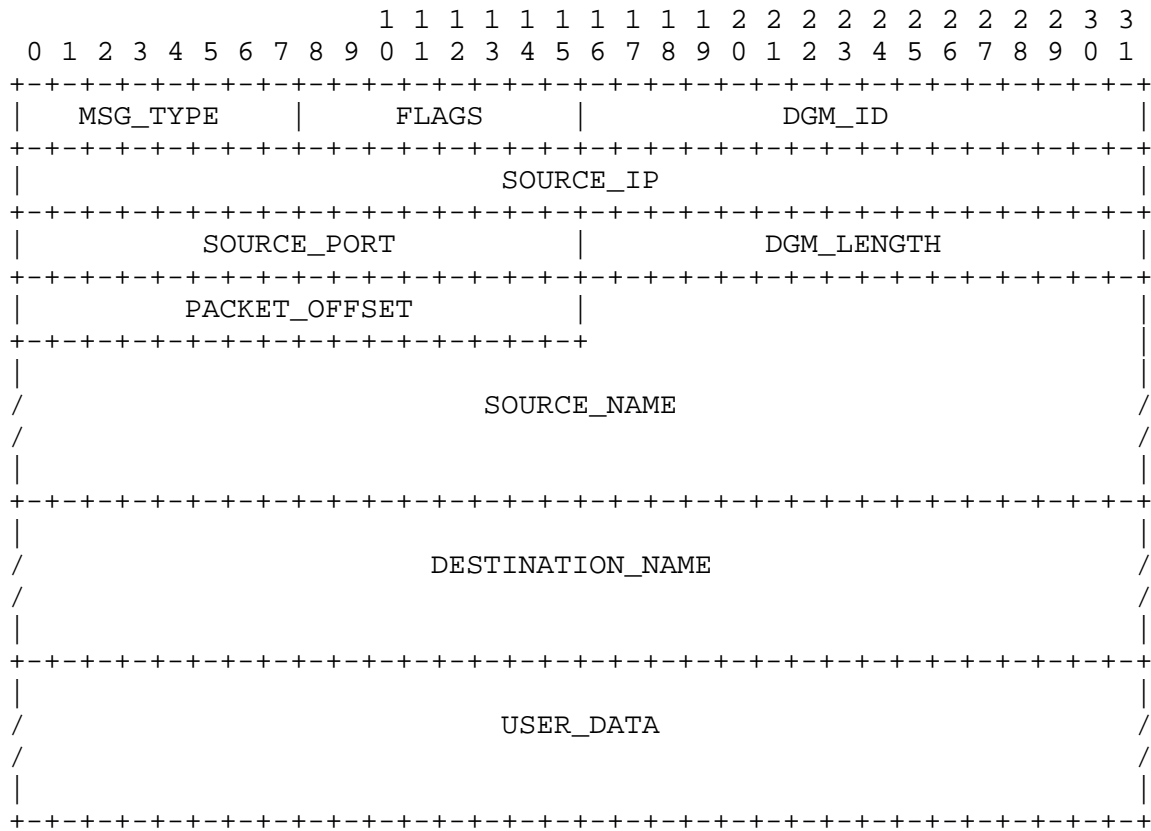 1 1 1 1 1 1 1 1 1 1 2 2 2 2 2 2 2 2 2 2 3 3
 0 1 2 3 4 5 6 7 8 9 0 1 2 3 4 5 6 7 8 9 0 1 2 3 4 5 6 7 8 9 0 1
+-+-+-+-+-+-+-+-+-+-+-+-+-+-+-+-+-+-+-+-+-+-+-+-+-+-+-+-+-+-+-+-+
|   MSG_TYPE    |     FLAGS     |           DGM_ID              |
+-+-+-+-+-+-+-+-+-+-+-+-+-+-+-+-+-+-+-+-+-+-+-+-+-+-+-+-+-+-+-+-+
|                           SOURCE_IP                           |
+-+-+-+-+-+-+-+-+-+-+-+-+-+-+-+-+-+-+-+-+-+-+-+-+-+-+-+-+-+-+-+-+
|          SOURCE_PORT          |          DGM_LENGTH           |
+-+-+-+-+-+-+-+-+-+-+-+-+-+-+-+-+-+-+-+-+-+-+-+-+-+-+-+-+-+-+-+-+
|         PACKET_OFFSET         |                               |
+-+-+-+-+-+-+-+-+-+-+-+-+-+-+-+-+                               |
|                                                               |
/                          SOURCE_NAME                          /
/                                                               /
|                                                               |
+-+-+-+-+-+-+-+-+-+-+-+-+-+-+-+-+-+-+-+-+-+-+-+-+-+-+-+-+-+-+-+-+
|                                                               |
/                       DESTINATION_NAME                        /
/                                                               /
|                                                               |
+-+-+-+-+-+-+-+-+-+-+-+-+-+-+-+-+-+-+-+-+-+-+-+-+-+-+-+-+-+-+-+-+
|                                                               |
/                           USER_DATA                           /
/                                                               /
|                                                               |
+-+-+-+-+-+-+-+-+-+-+-+-+-+-+-+-+-+-+-+-+-+-+-+-+-+-+-+-+-+-+-+-+